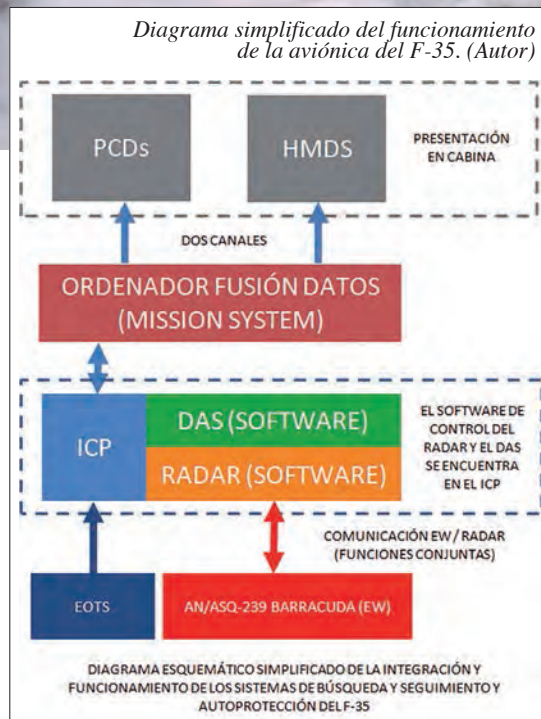 Diagrama simplificado del funcionamiento
de la aviónica del F-35. (Autor)
PCDs
HMDS
PRESENTACIÓN
EN CABINA
DOS CANALES
ORDENADOR FUSIÓN DATOS
(MISSION SYSTEM)
ICP
DAS (SOFTWARE)
RADAR (SOFTWARE)
EL SOFTWARE DE
CONTROL DEL
RADAR Y EL DAS
SE ENCUENTRA
EN EL ICP
COMUNICACIÓN EW / RADAR
(FUNCIONES CONJUNTAS)
EOTS
AN/ASQ-239 BARRACUDA (EW)
DIAGRAMA ESQUEMÁTICO SIMPLIFICADO DE LA INTEGRACIÓN Y
FUNCIONAMIENTO DE LOS SISTEMAS DE BÚSQUEDA Y SEGUIMIENTO Y
AUTOPROTECCIÓN DEL F-35